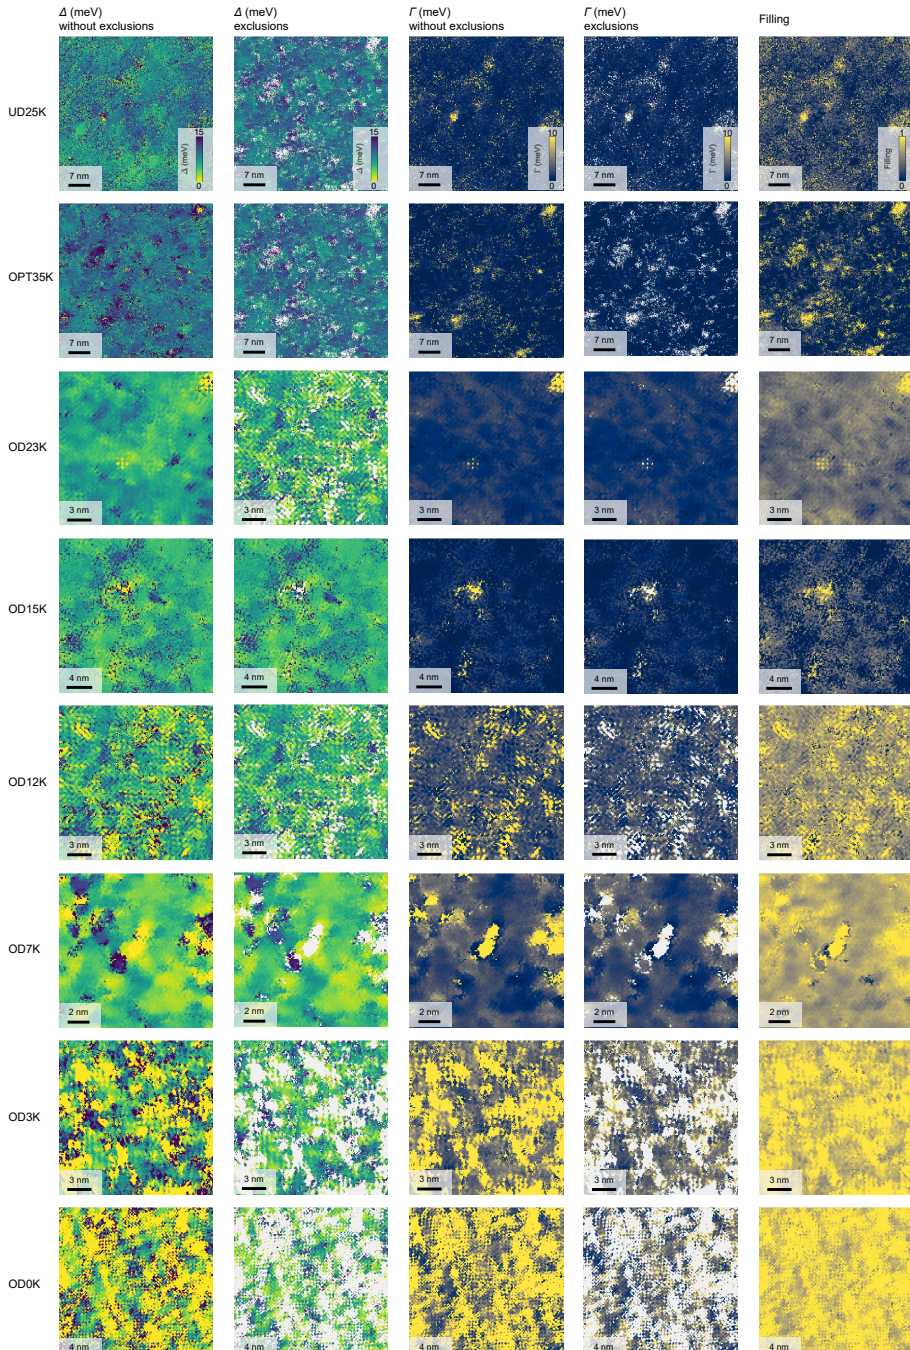 Δ (meV)
without exclusions
Δ (meV)
exclusions
Γ (meV)
without exclusions
Γ (meV)
exclusions
Filling
UD25K
7 nm
Δ (meV)
15
0
7 nm
Δ (meV)
15
0
7 nm
Γ (meV)
10
0
7 nm
Γ (meV)
10
0
7 nm
Filling
1
0
OPT35K
7 nm
7 nm
7 nm
7 nm
7 nm
OD23K
3 nm
3 nm
3 nm
3 nm
3 nm
OD15K
4 nm
4 nm
4 nm
4 nm
4 nm
OD12K
3 nm
3 nm
3 nm
3 nm
3 nm
OD7K
2 nm
2 nm
2 nm
2 nm
2 nm
OD3K
3 nm
3 nm
3 nm
3 nm
3 nm
OD0K
4 nm
4 nm
4 nm
4 nm
4 nm